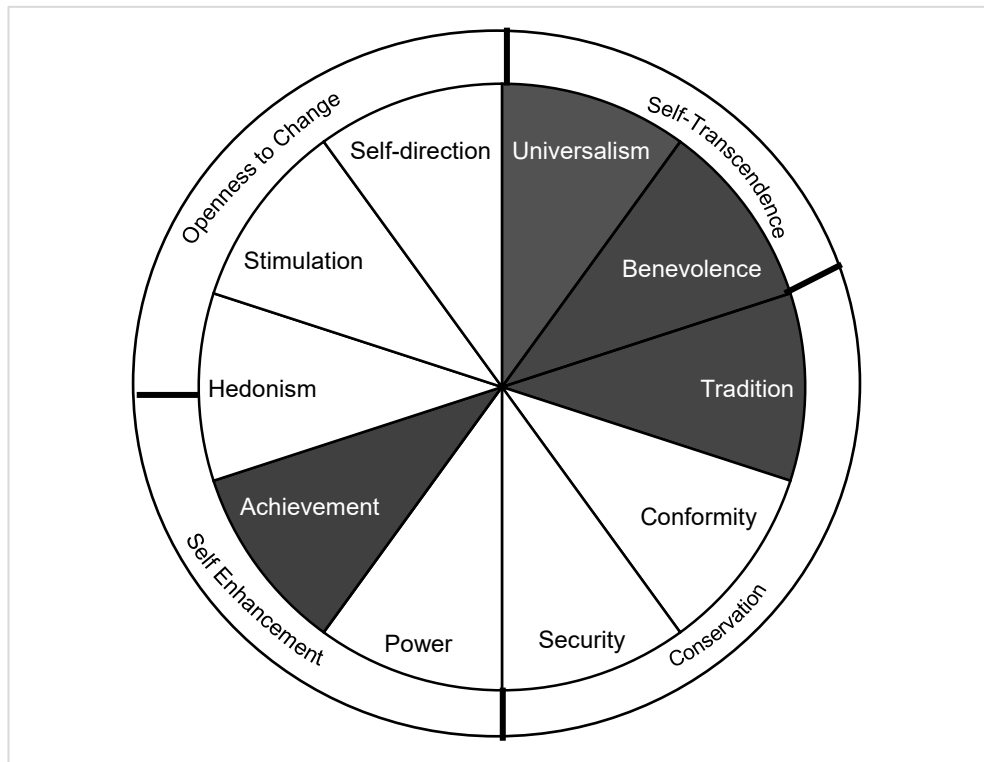 Openness to Change
Self-Transcendence
Self-direction
Universalism
Stimulation
Benevolence
Hedonism
Tradition
Achievement
Conformity
Power
Security
Self Enhancement
Conservation